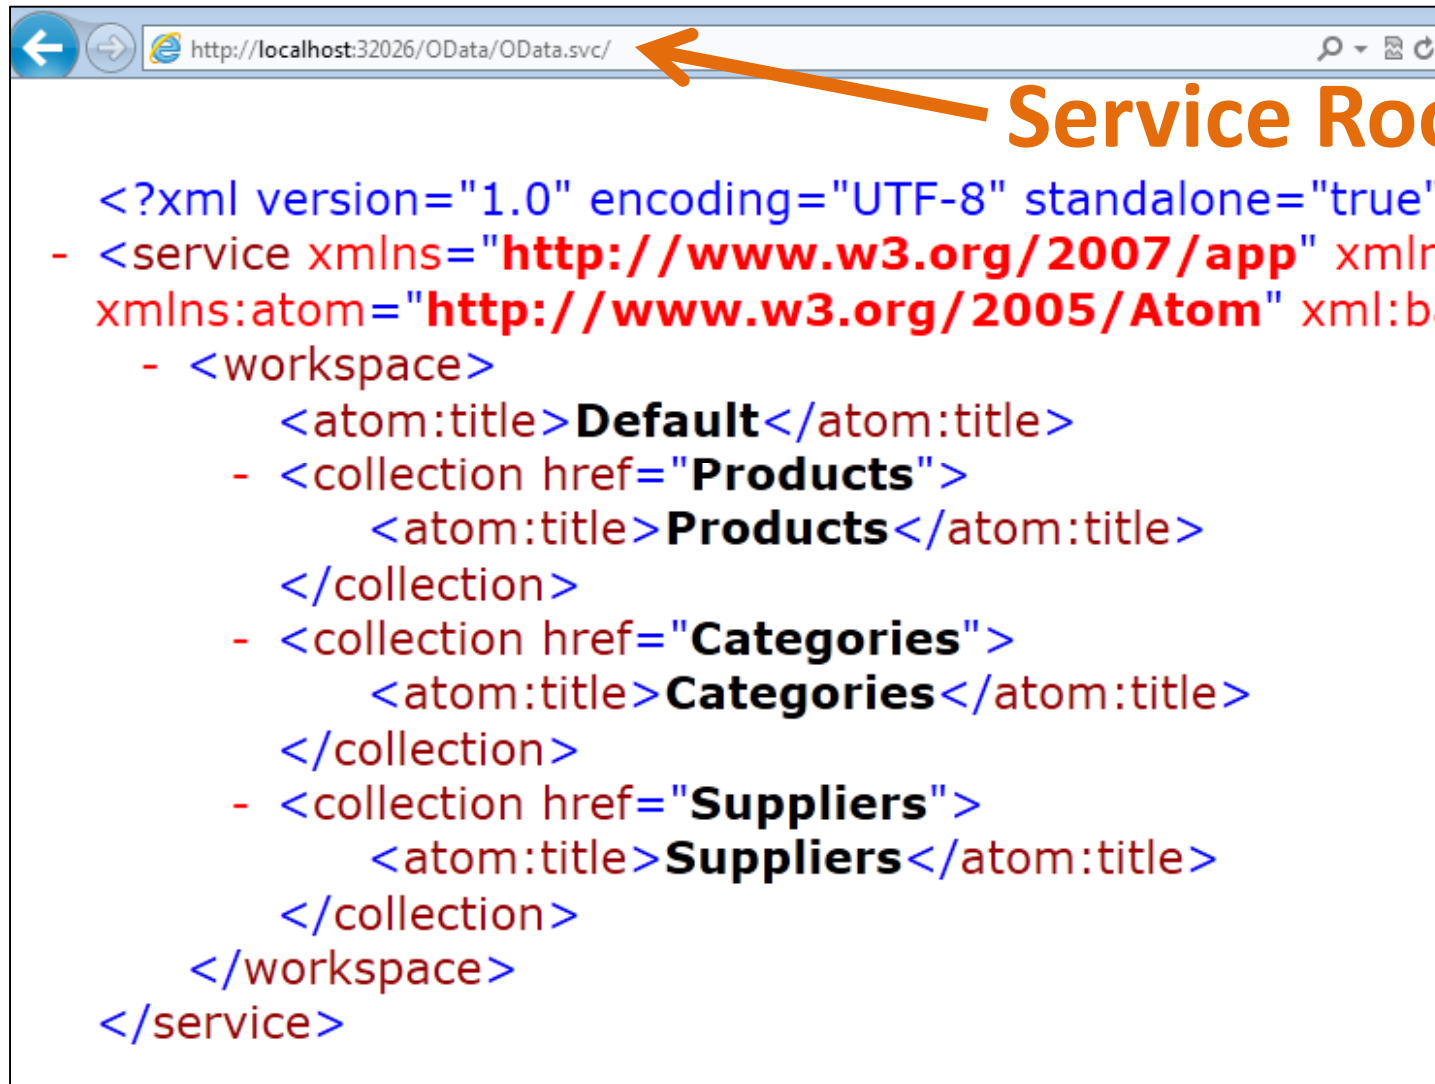 http://localhost:32026/OData/OData.svc/
Service
<?xml version="1.0" encoding="UTF-8" standalone="true"
- <service xmlns="http://www.w3.org/2007/app"
xmlns:atom="http://www.w3.org/2005/Atom"
- <workspace>
<atom:title>Default</atom:title>
- <collection href="Products">
<atom:title>Products</atom:title>
</collection>
- <collection href="Categories">
<atom:title>Categories</atom:title>
</collection>
- <collection href="Suppliers">
<atom:title>Suppliers</atom:title>
</collection>
</workspace>
</service>